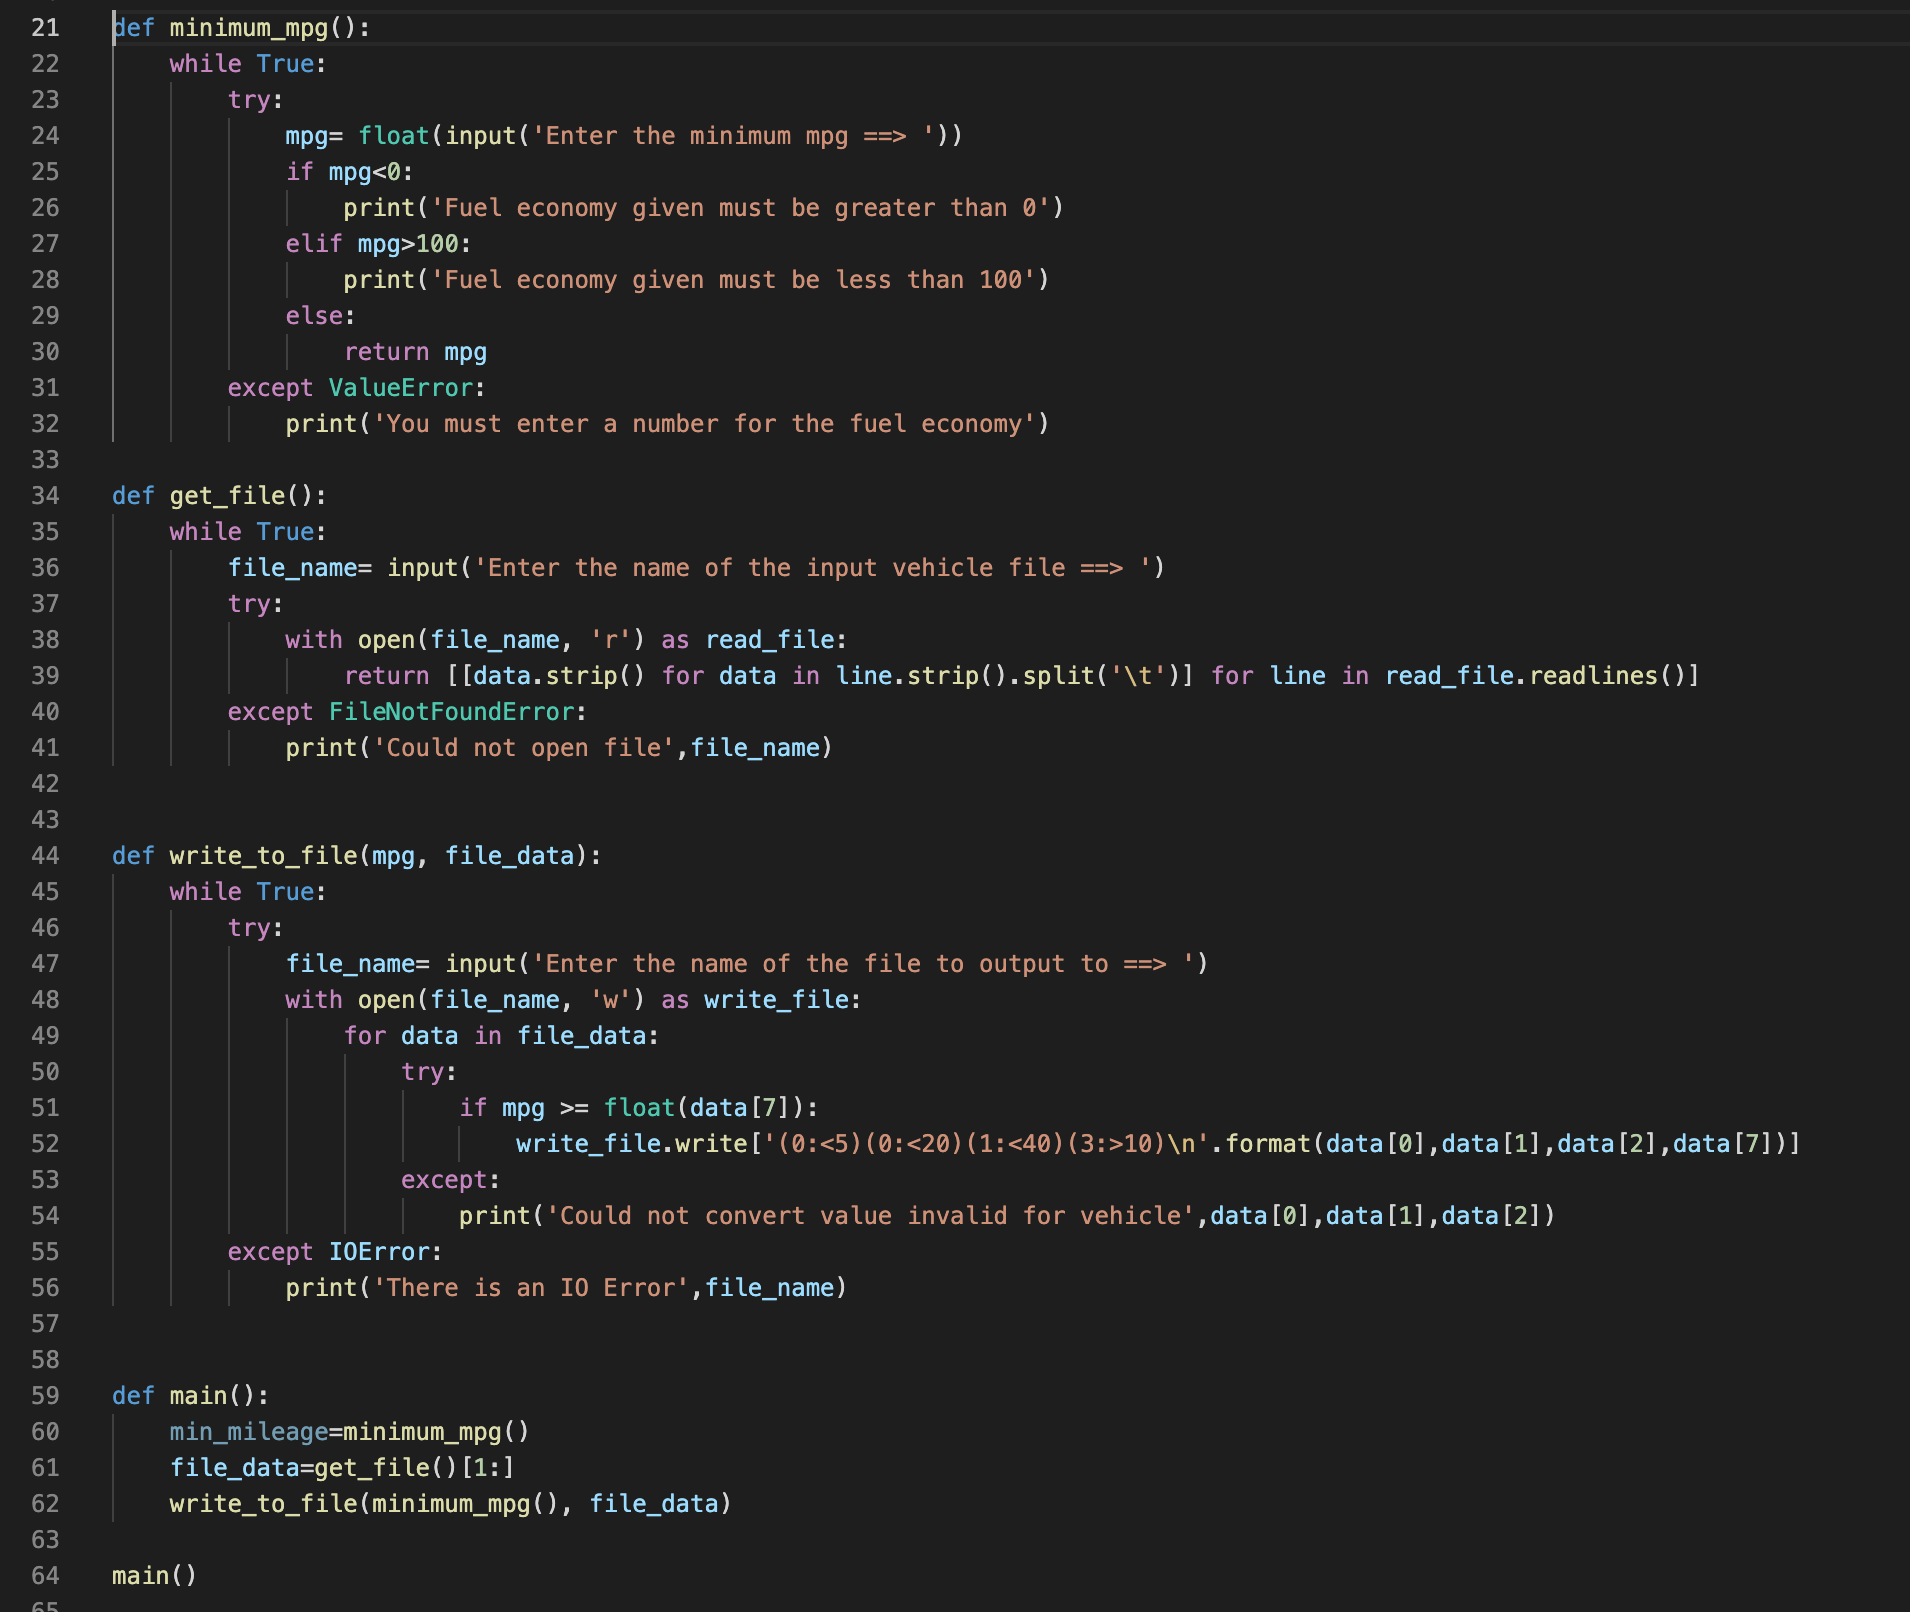 21 def minimum_mpg():
22     while True:
23         try:
24             mpg= float(input('Enter the minimum mpg ==> '))
25             if mpg<0:
26                 print('Fuel economy given must be greater than 0')
27             elif mpg>100:
28                 print('Fuel economy given must be less than 100')
29             else:
30                 return mpg
31         except ValueError:
32             print('You must enter a number for the fuel economy')
33
34 def get_file():
35     while True:
36         file_name= input('Enter the name of the input vehicle file ==> ')
37         try:
38             with open(file_name, 'r') as read_file:
39                 return [[data.strip() for data in line.strip().split('\t')] for line in read_file.readlines()]
40         except FileNotFoundError:
41             print('Could not open file',file_name)
42
43
44 def write_to_file(mpg, file_data):
45     while True:
46         try:
47             file_name= input('Enter the name of the file to output to ==> ')
48             with open(file_name, 'w') as write_file:
49                 for data in file_data:
50                     try:
51                         if mpg >= float(data[7]):
52                             write_file.write['(0:<5)(0:<20)(1:<40)(3:>10)\n'.format(data[0],data[1],data[2],data[7])]
53                     except:
54                         print('Could not convert value invalid for vehicle',data[0],data[1],data[2])
55         except IOError:
56             print('There is an IO Error',file_name)
57
58
59 def main():
60     min_mileage=minimum_mpg()
61     file_data=get_file()[1:]
62     write_to_file(minimum_mpg(), file_data)
63
64 main()
65